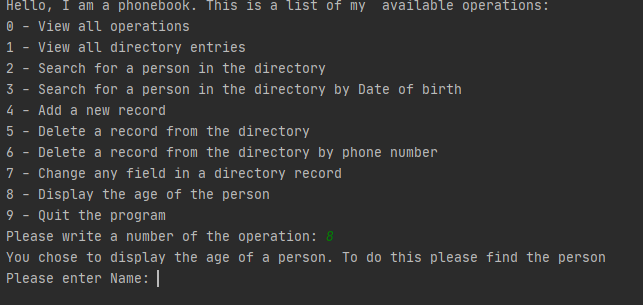 Hello, I am a phonebook. This is a list of my  available operations:
0 - View all operations
1 - View all directory entries
2 - Search for a person in the directory
3 - Search for a person in the directory by Date of birth
4 - Add a new record
5 - Delete a record from the directory
6 - Delete a record from the directory by phone number
7 - Change any field in a directory record
8 - Display the age of the person
9 - Quit the program
Please write a number of the operation: 8
You chose to display the age of a person. To do this please find the person
Please enter Name: